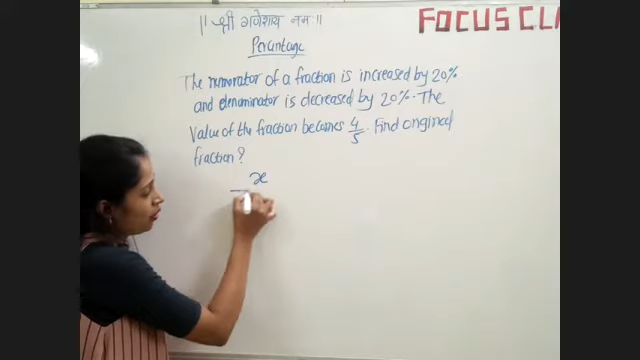 || श्री गणेशाय नमः ||
FOCUS CLA
Percentage
The numerator of a fraction is increased by 20%
and denominator is decreased by 20%. The
Value of the fraction becomes 4/5. Find original
fraction?
x